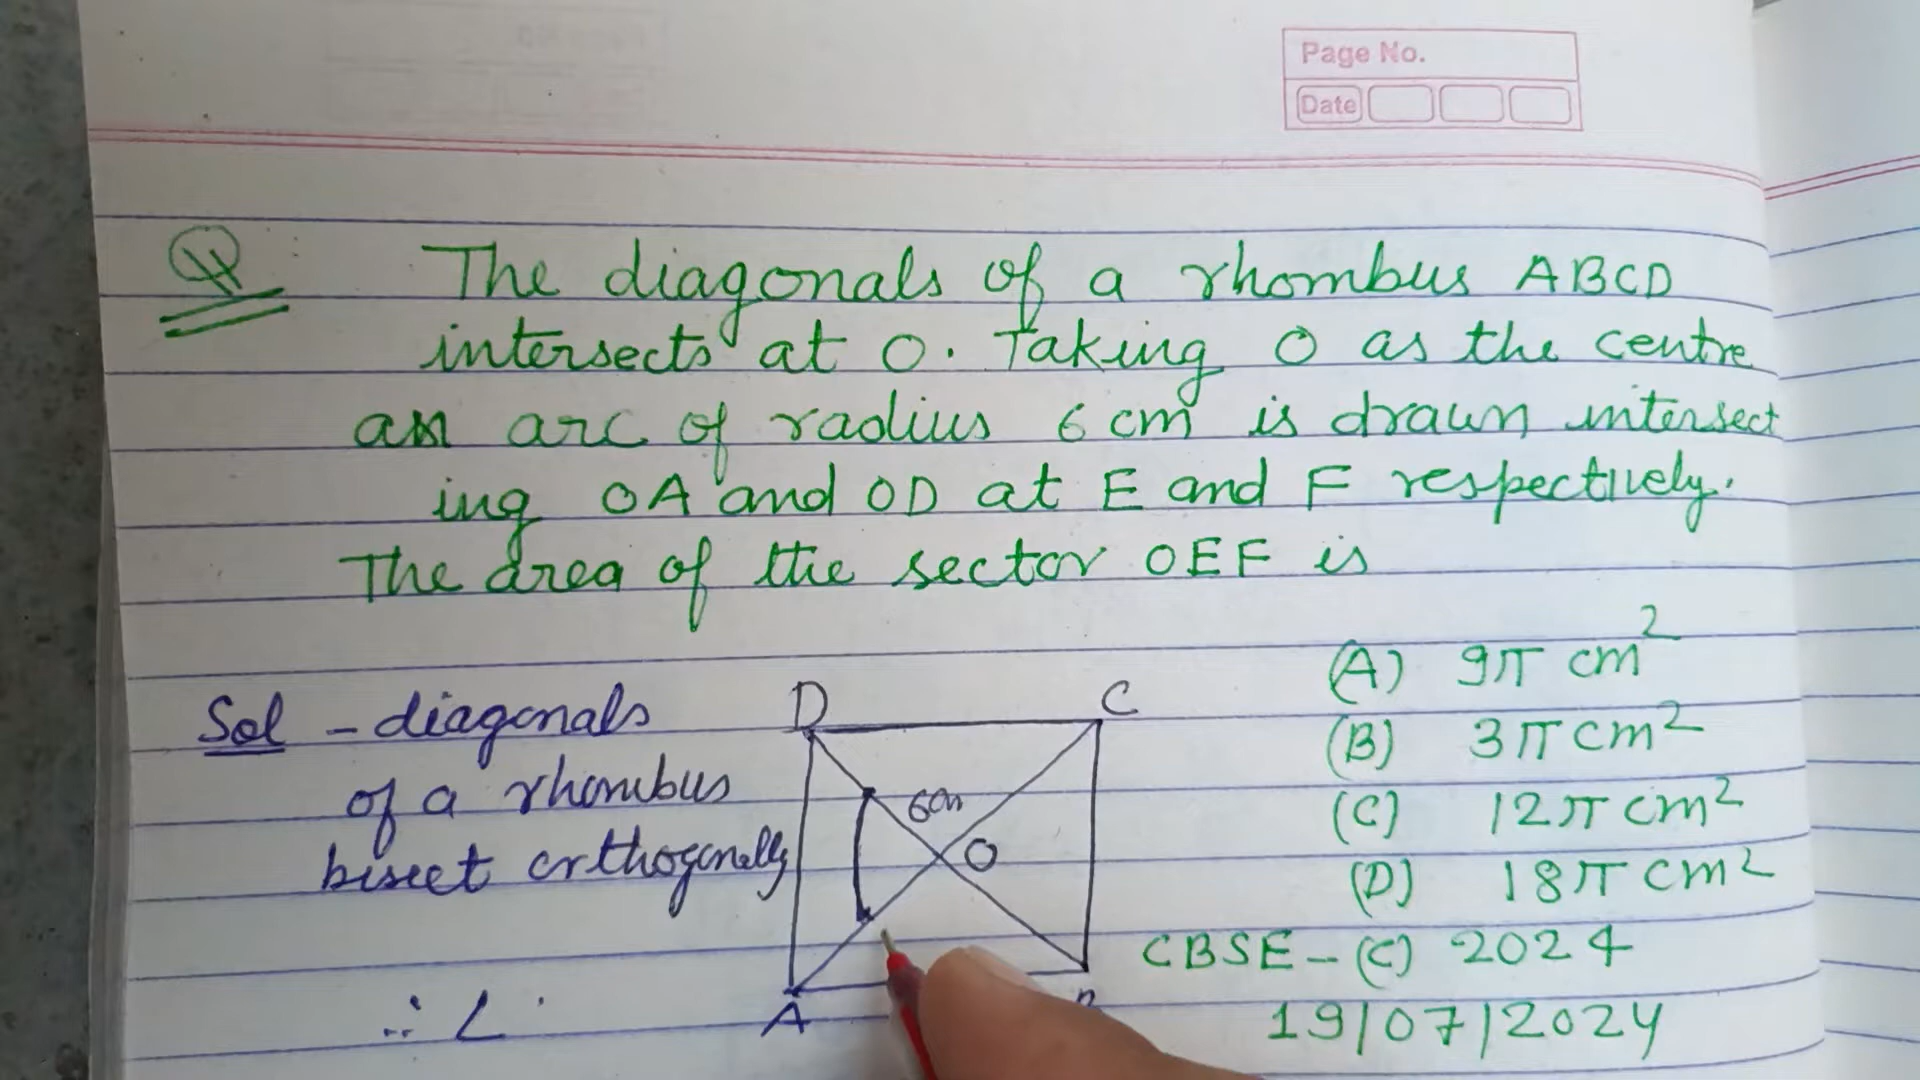 Page No.
Date
Q The diagonals of a rhombus ABCD
intersects at O. Taking O as the centre
an arc of radius 6 cm is drawn intersect
ing OA and OD at E and F respectively.
The area of the sector OEF is
(A) 9π cm²
(B) 3π cm²
(C) 12π cm²
(D) 18π cm²
CBSE - (C) 2024
19/07/2024
Sol - diagonals
of a rhombus
bisect orthogonally
∴ ∠
D C
6cm
O
A